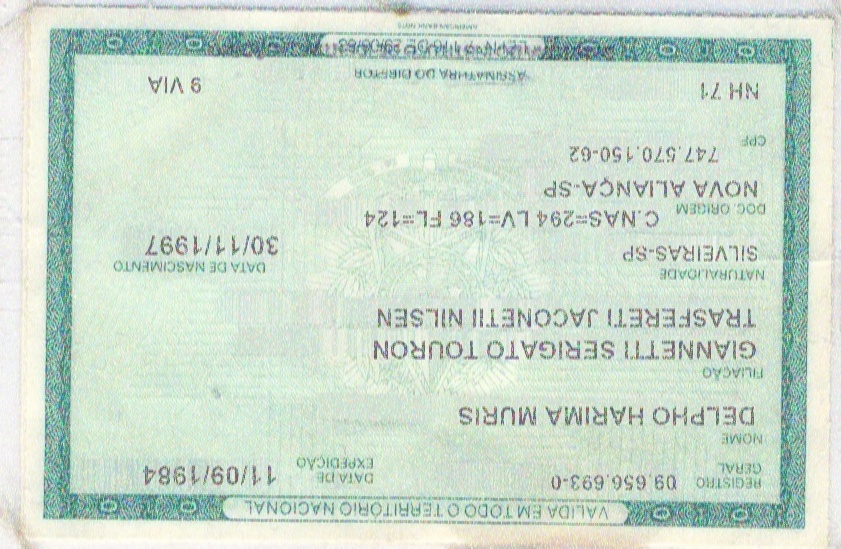 VÁLIDA EM TODO O TERRITÓRIO NACIONAL
REGISTRO GERAL 09.656.693-0 DATA DE EXPEDIÇÃO 11/09/1984
NOME
DELPHO HARIMA MURIS
FILIAÇÃO
GIANNETTI SERIGATO TOURON
TRASFERETI JACONETII NILSEN
NATURALIDADE DATA DE NASCIMENTO
SILVEIRAS-SP 30/11/1997
DOC. ORIGEM C.NAS=294 LV=186 FL=124
NOVA ALIANÇA-SP
CPF 747.570.150-62
NH 71 9 VIA
ASSINATURA DO DIRETOR
AMERICAN BANK NOTE